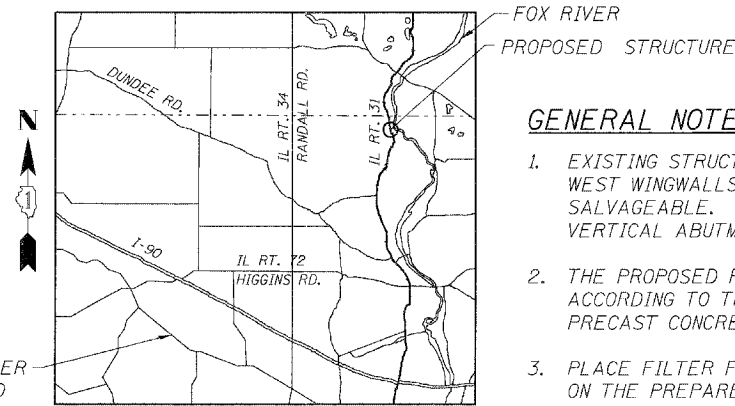 FOX RIVER
PROPOSED STRUCTURE
DUNDEE RD.
IL RT. 34
RANDALL RD.
IL RT. 31
N
1
I-90
IL RT. 72
HIGGINS RD.
ER
D
GENERAL NOTE
1. EXISTING STRUCT
WEST WINGWALLS
SALVAGEABLE.
VERTICAL ABUTM
2. THE PROPOSED P
ACCORDING TO T
PRECAST CONCRE
3. PLACE FILTER F
ON THE PREPARE